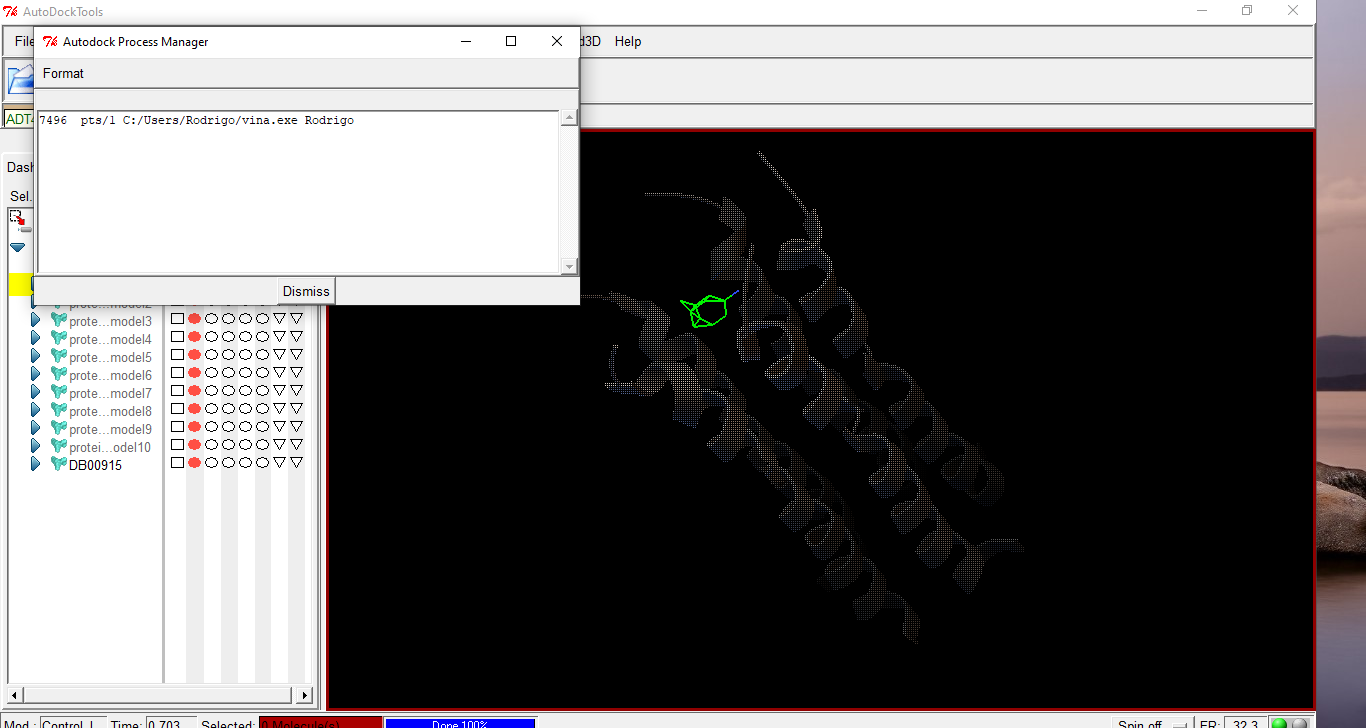 AutoDockTools
File
Autodock Process Manager
3D Help
Format
7496 pts/1 C:/Users/Rodrigo/vina.exe Rodrigo
ADT4
Dash
Sel.
Dismiss
prote...model2
prote...model3
prote...model4
prote...model5
prote...model6
prote...model7
prote...model8
prote...model9
protei...odel10
DB00915
Mod.: Control_L Time: 0.703 Selected: 0 Molecule(s) Done 100% Spin off FR: 32.3